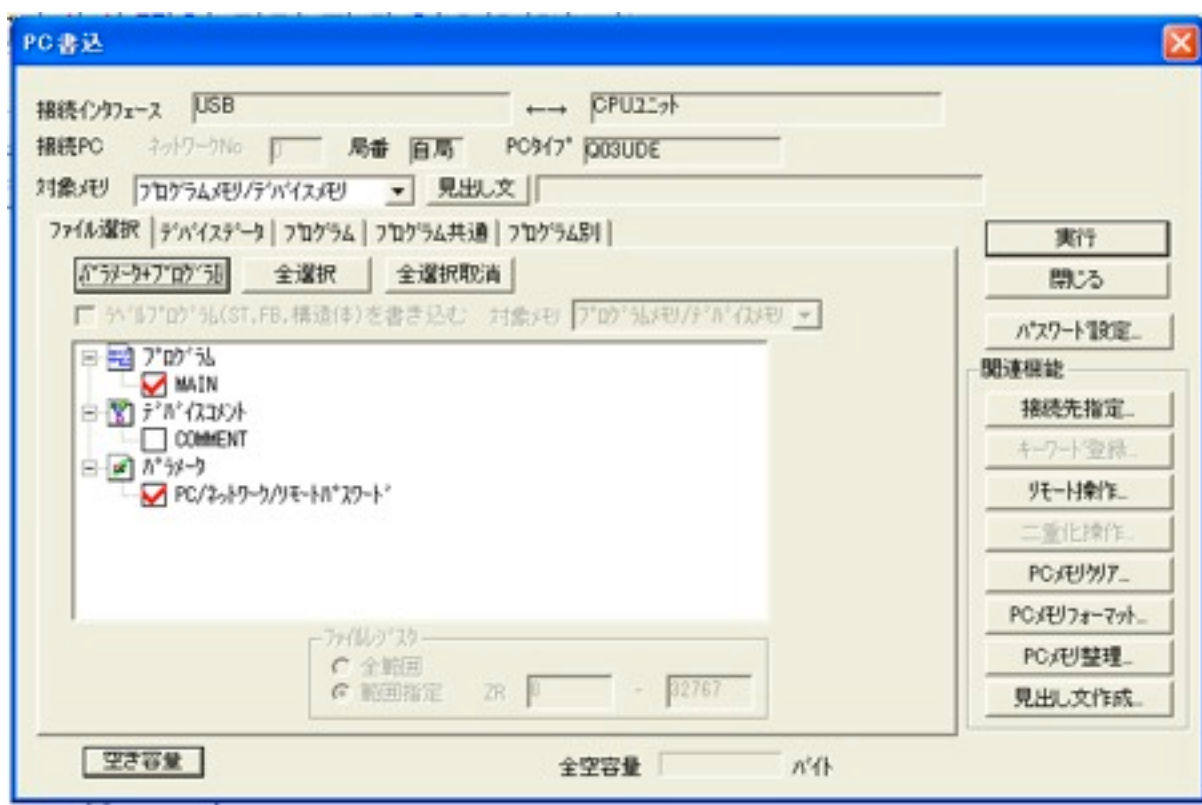 PC書込
接続インタフェース USB ←→ CPUユニット
接続PC ネットワークNo 0 局番 自局 PCタイプ Q03UDE
対象メモリ プログラムメモリ/デバイスメモリ 見出し文
ファイル選択 デバイスデータ プログラム プログラム共通 プログラム別
実行
パラメータ+プログラム 全選択 全選択取消
閉じる
ラベルプログラム(ST,FB,構造体)を書き込む 対象メモリ プログラムメモリ/デバイスメモリ
パスワード設定...
プログラム
関連機能
MAIN
接続先指定...
デバイスコメント
COMMENT
キーワード登録...
パラメータ
PC/ネットワーク/リモートパスワード
リモート操作...
二重化操作...
PCメモリクリア...
PCメモリフォーマット...
ファイルレジスタ
全範囲
PCメモリ整理...
範囲指定 ZR 0 - 32767
見出し文作成...
空き容量 全空容量 バイト